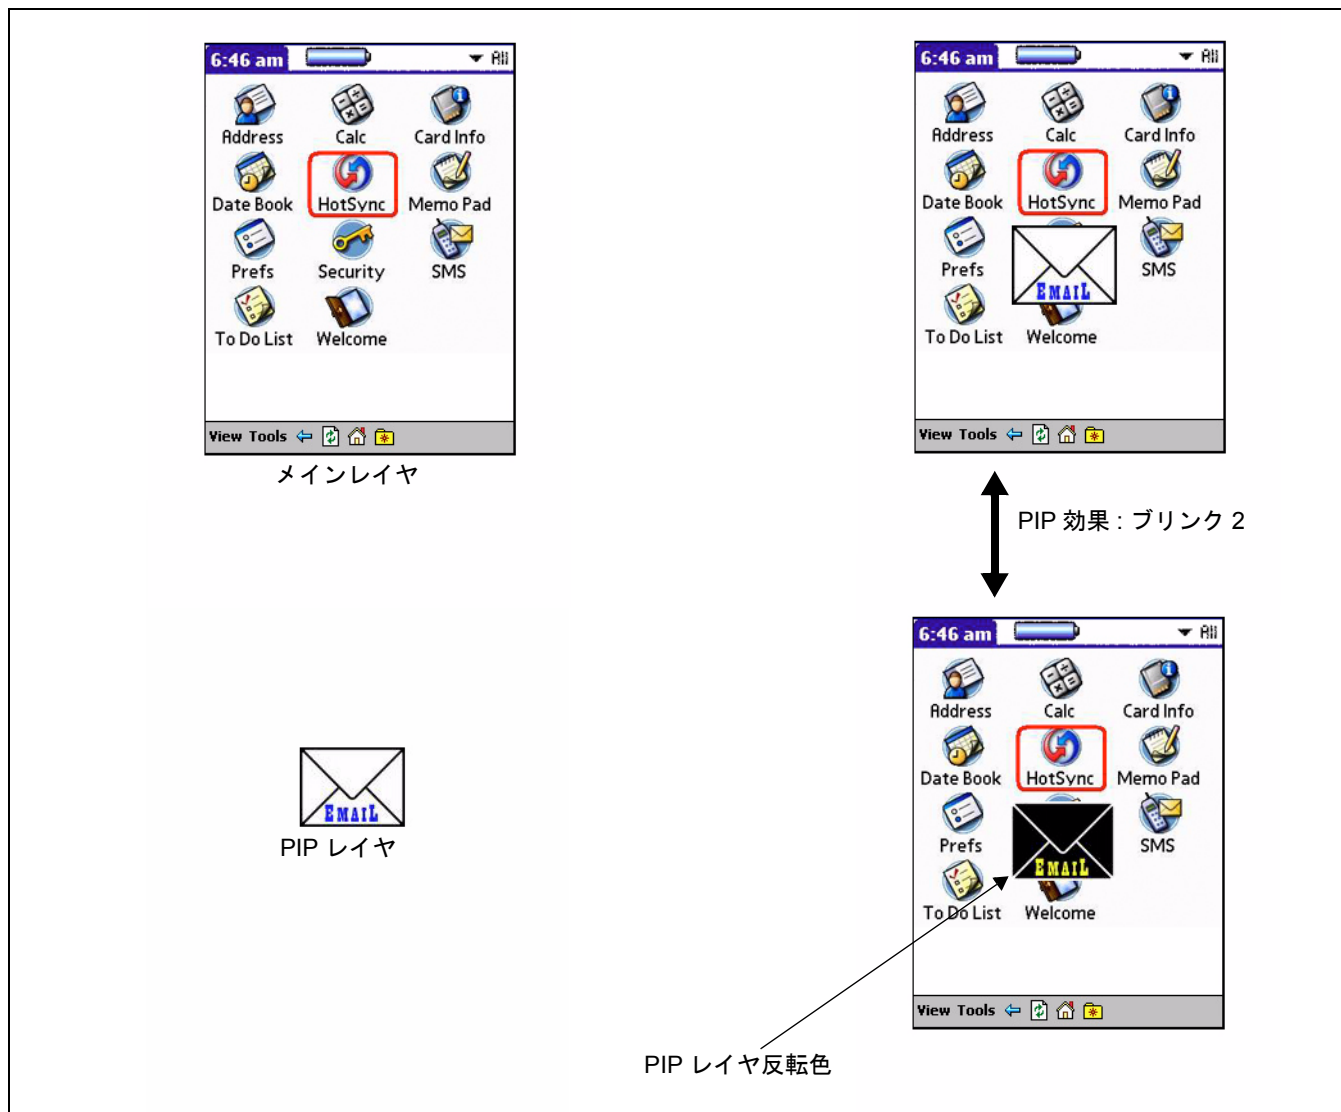 6:46 am All
Address Calc Card Info
Date Book HotSync Memo Pad
Prefs Security SMS
To Do List Welcome
View Tools
メインレイヤ
6:46 am All
Address Calc Card Info
Date Book HotSync Memo Pad
Prefs SMS
EMAIL
To Do List Welcome
View Tools
PIP 効果 : ブリンク 2
EMAIL
PIP レイヤ
6:46 am All
Address Calc Card Info
Date Book HotSync Memo Pad
Prefs SMS
EMAIL
To Do List Welcome
View Tools
PIP レイヤ反転色